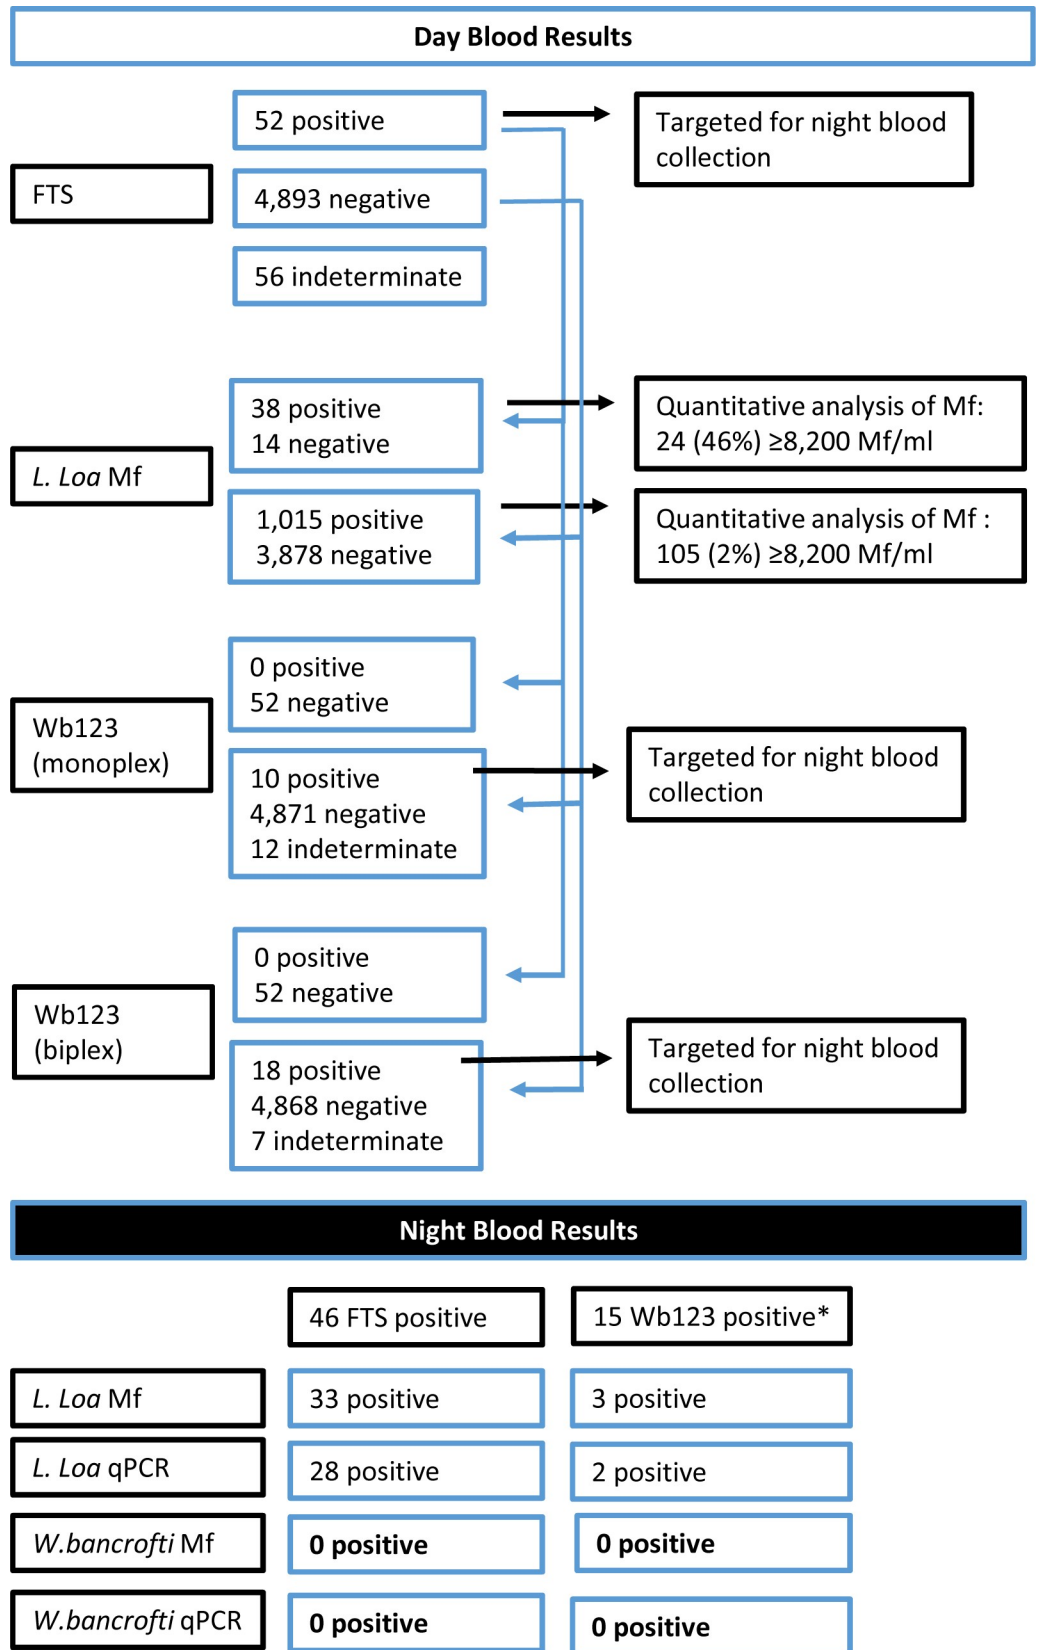 Day Blood Results
52 positive
Targeted for night blood
collection
FTS
4,893 negative
56 indeterminate
38 positive
14 negative
Quantitative analysis of Mf:
24 (46%) ≥8,200 Mf/ml
L. Loa Mf
1,015 positive
3,878 negative
Quantitative analysis of Mf :
105 (2%) ≥8,200 Mf/ml
0 positive
52 negative
Wb123
(monoplex)
10 positive
4,871 negative
12 indeterminate
Targeted for night blood
collection
0 positive
52 negative
Wb123
(biplex)
18 positive
4,868 negative
7 indeterminate
Targeted for night blood
collection
Night Blood Results
46 FTS positive
15 Wb123 positive*
L. Loa Mf
33 positive
3 positive
L. Loa qPCR
28 positive
2 positive
W.bancrofti Mf
0 positive
0 positive
W.bancrofti qPCR
0 positive
0 positive